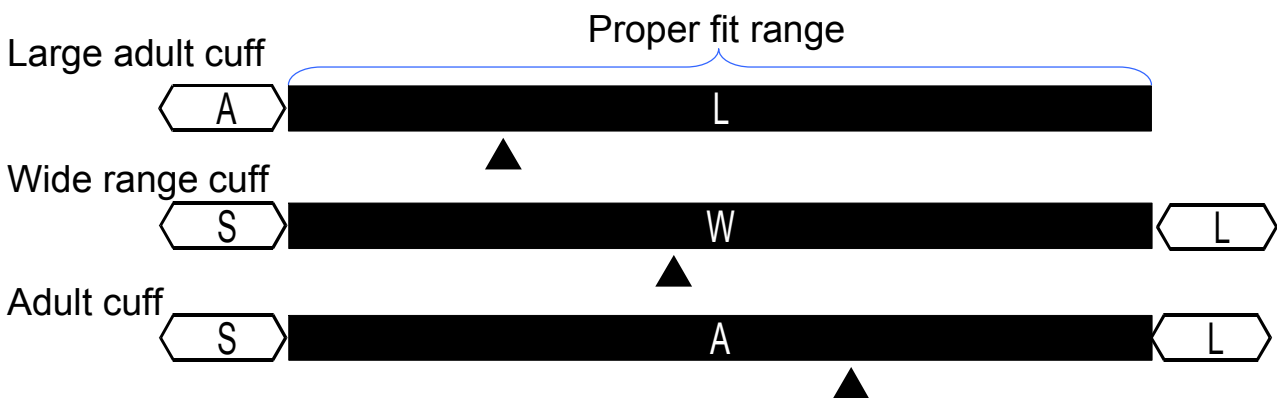 Proper fit range
Large adult cuff
A L
Wide range cuff
S W L
Adult cuff
S A L